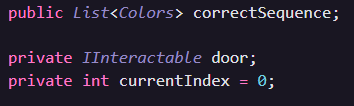 public List<Colors> correctSequence;
private IInteractable door;
private int currentIndex = 0;